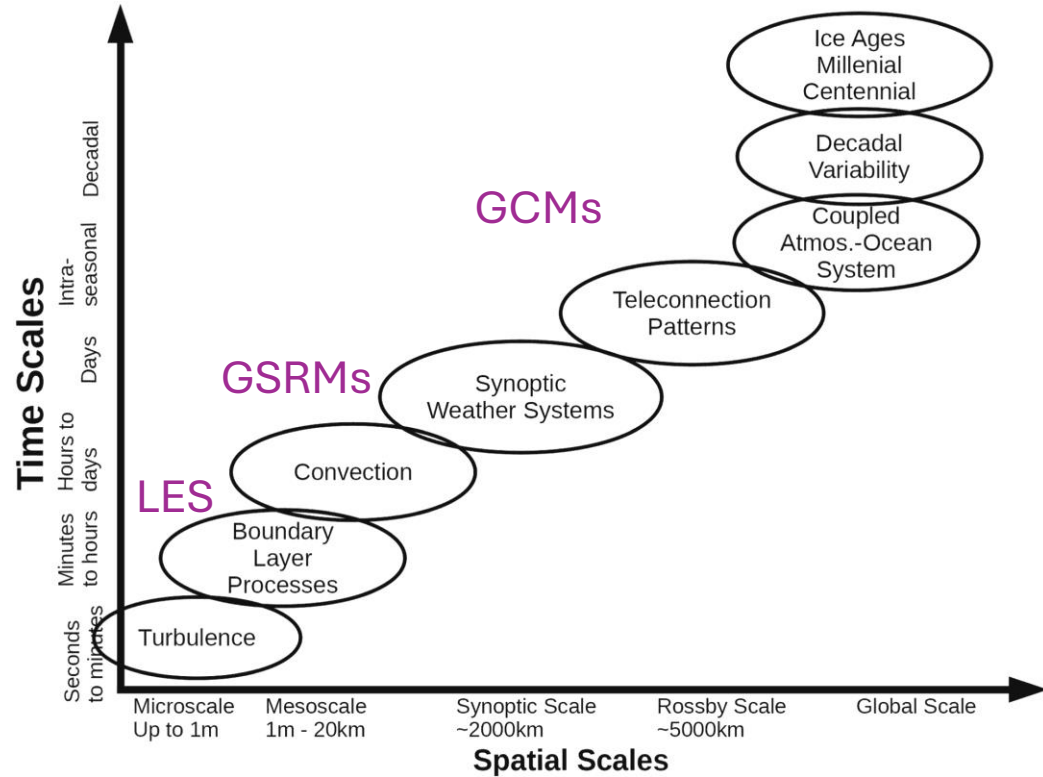 Ice Ages
Millenial
Centennial
Decadal
Variability
Coupled
Atmos.-Ocean
System
GCMs
Teleconnection
Patterns
GSRMs
Synoptic
Weather Systems
Convection
LES
Boundary
Layer
Processes
Turbulence
Time Scales
Decadal
Intra-
seasonal
Days
Hours to
days
Minutes
to hours
Seconds
to minutes
Microscale
Up to 1m
Mesoscale
1m - 20km
Synoptic Scale
~2000km
Rossby Scale
~5000km
Global Scale
Spatial Scales